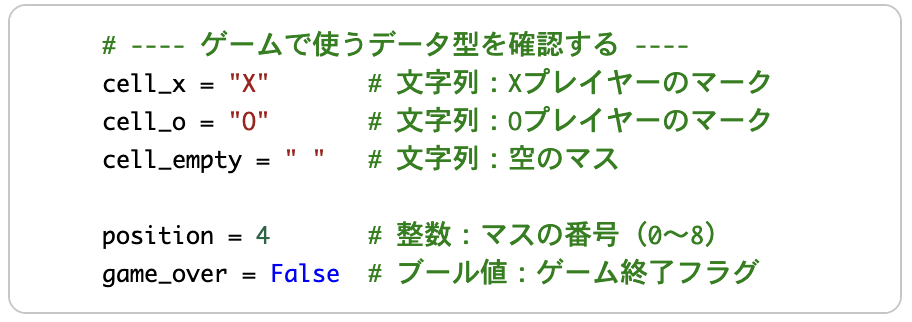 # ---- ゲームで使うデータ型を確認する ----
cell_x = "X"       # 文字列：Xプレイヤーのマーク
cell_o = "O"       # 文字列：Oプレイヤーのマーク
cell_empty = " "   # 文字列：空のマス

position = 4       # 整数：マスの番号（0〜8）
game_over = False  # ブール値：ゲーム終了フラグ